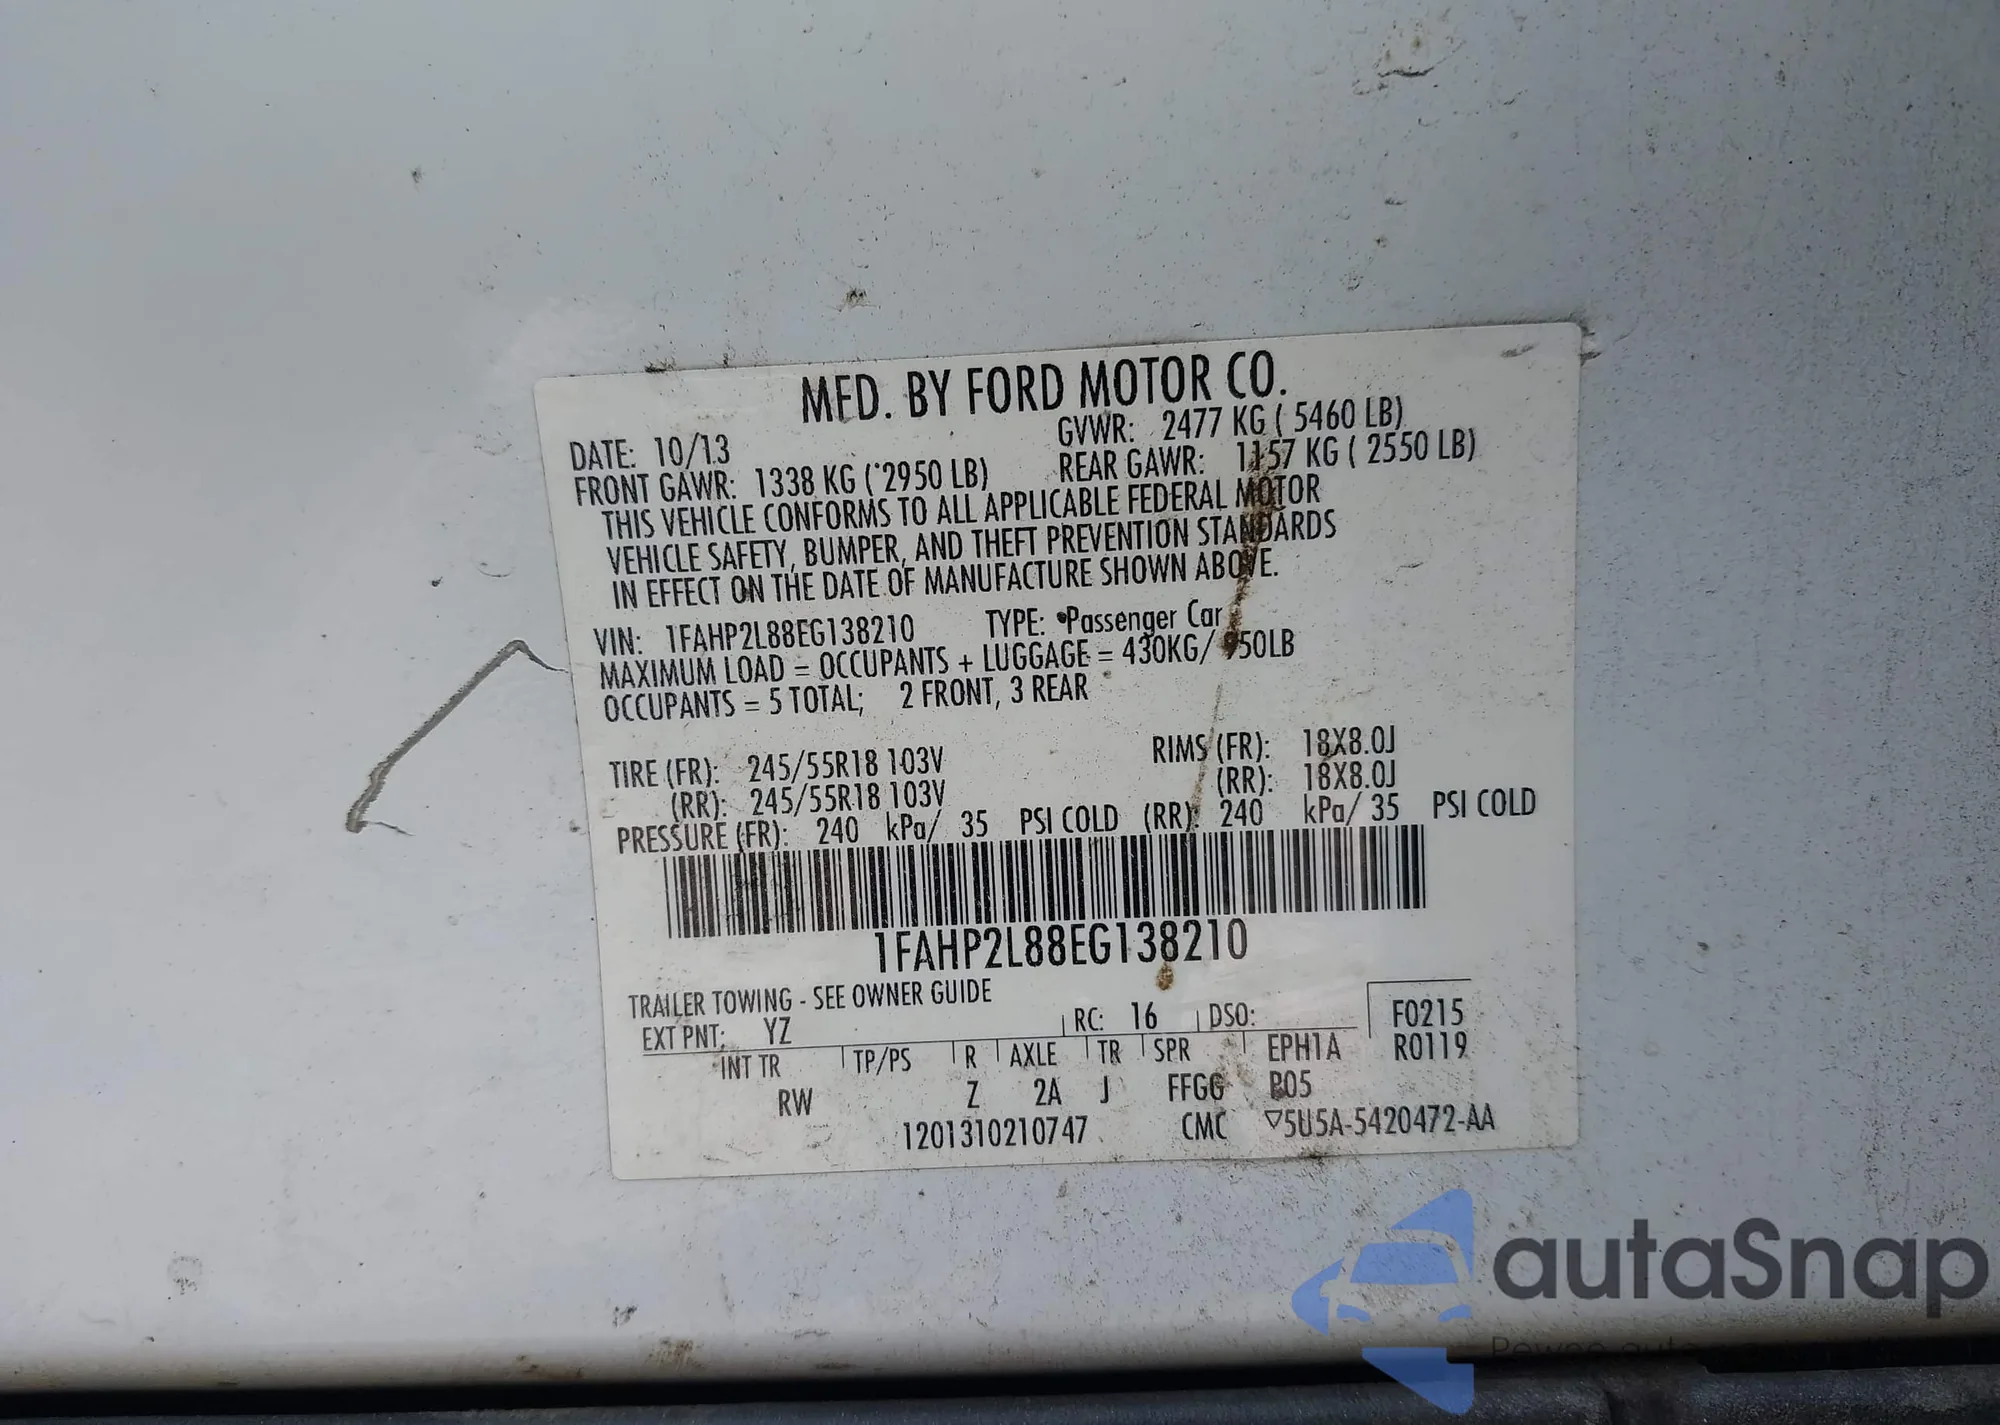 MFD. BY FORD MOTOR CO.
DATE: 10/13 GVWR: 2477 KG ( 5460 LB)
FRONT GAWR: 1338 KG ( 2950 LB) REAR GAWR: 1157 KG ( 2550 LB)
THIS VEHICLE CONFORMS TO ALL APPLICABLE FEDERAL MOTOR
VEHICLE SAFETY, BUMPER, AND THEFT PREVENTION STANDARDS
IN EFFECT ON THE DATE OF MANUFACTURE SHOWN ABOVE.
VIN: 1FAHP2L88EG138210 TYPE: Passenger Car
MAXIMUM LOAD = OCCUPANTS + LUGGAGE = 430KG/ 950LB
OCCUPANTS = 5 TOTAL; 2 FRONT, 3 REAR
TIRE (FR): 245/55R18 103V RIMS (FR): 18X8.0J
(RR): 245/55R18 103V (RR): 18X8.0J
PRESSURE (FR): 240 kPa/ 35 PSI COLD (RR): 240 kPa/ 35 PSI COLD
1FAHP2L88EG138210
TRAILER TOWING - SEE OWNER GUIDE
EXT PNT: YZ RC: 16 DSO: F0215
INT TR TP/PS R AXLE TR SPR EPH1A R0119
RW Z 2A J FFGG B05
1201310210747 CMC ▽5U5A-5420472-AA
autaSnap